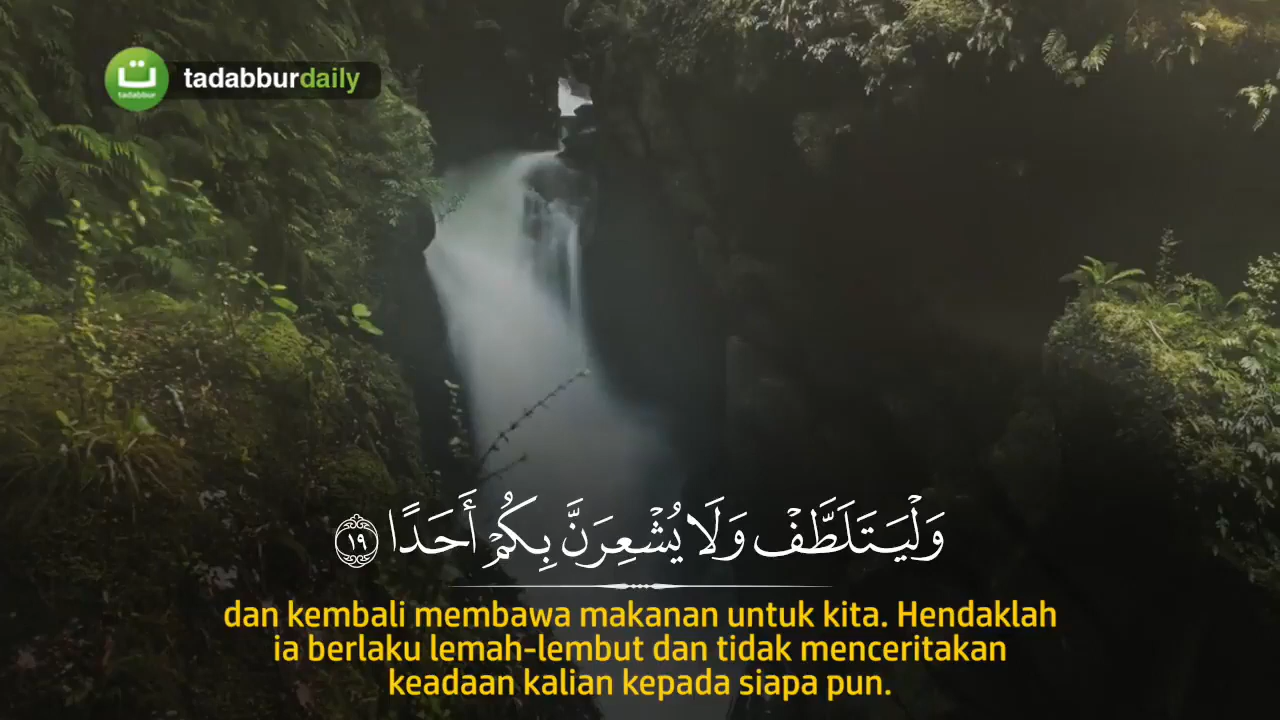 ت
tadabbur
tadabburdaily
وَلْيَتَلَطَّفْ وَلَا يُشْعِرَنَّ بِكُمْ أَحَدًا ١٩
dan kembali membawa makanan untuk kita. Hendaklah
ia berlaku lemah-lembut dan tidak menceritakan
keadaan kalian kepada siapa pun.